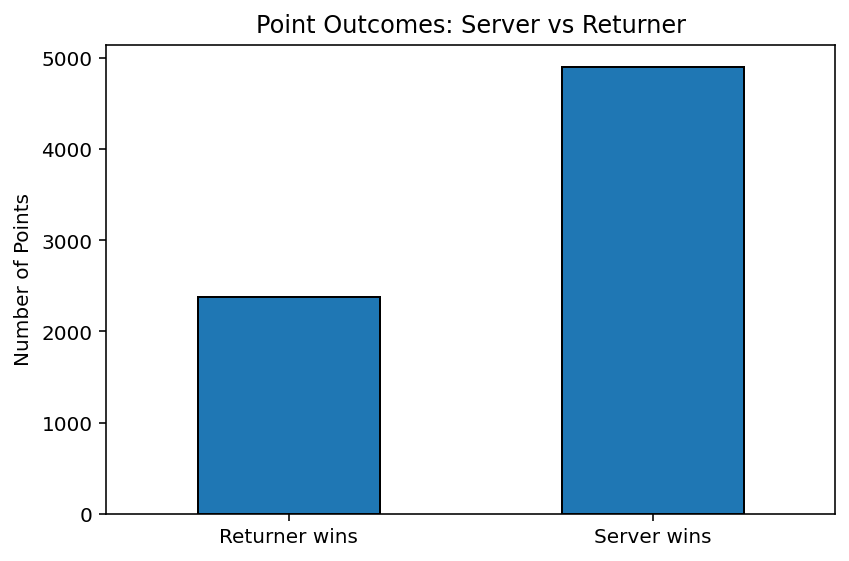 Point Outcomes: Server vs Returner
Number of Points
5000
4000
3000
2000
1000
0
Returner wins
Server wins